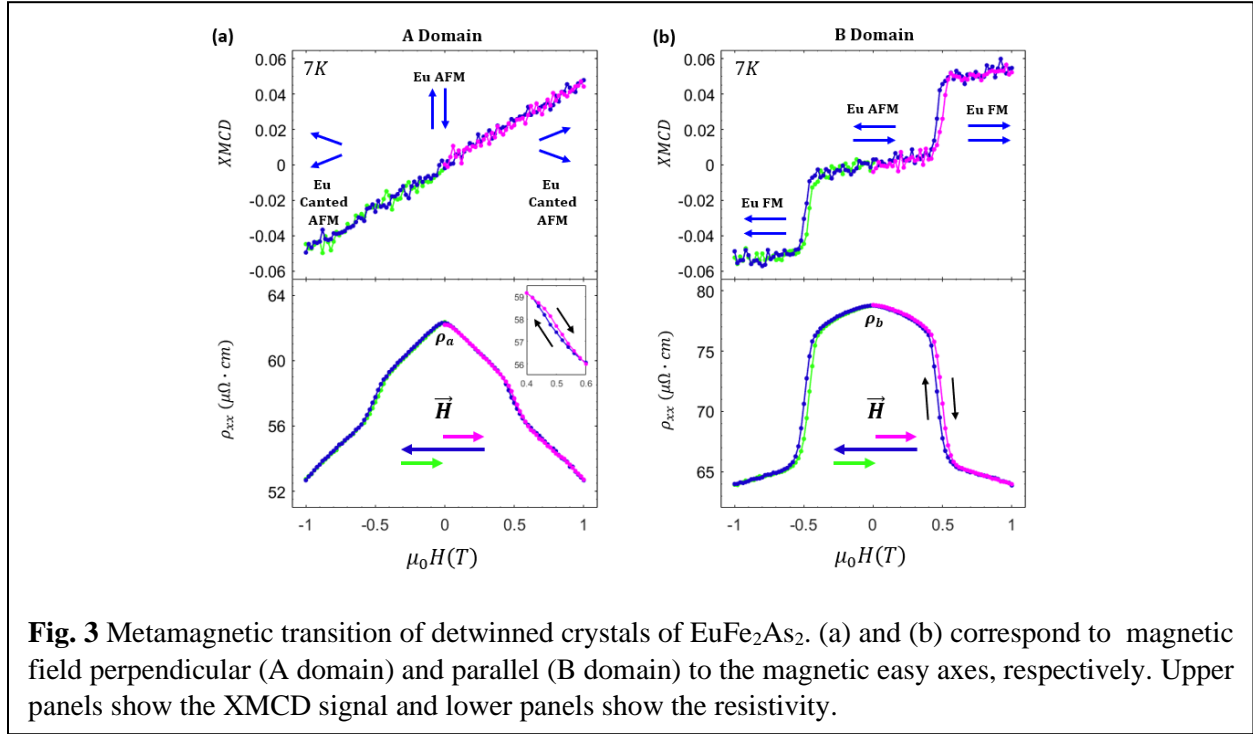 (a)
A Domain
7K
Eu AFM
Eu
Canted
AFM
Eu
Canted
AFM
XMCD
0.06
0.04
0.02
0
-0.02
-0.04
-0.06
(b)
B Domain
7K
Eu AFM
Eu FM
Eu FM
XMCD
0.06
0.04
0.02
0
-0.02
-0.04
-0.06
64
60
56
52
ρxx (μΩ · cm)
ρa
H
59
58
57
56
0.4 0.5 0.6
-1 -0.5 0 0.5 1
μ0H(T)
80
75
70
65
ρxx (μΩ · cm)
ρb
H
-1 -0.5 0 0.5 1
μ0H(T)
Fig. 3 Metamagnetic transition of detwinned crystals of EuFe2As2. (a) and (b) correspond to magnetic
field perpendicular (A domain) and parallel (B domain) to the magnetic easy axes, respectively. Upper
panels show the XMCD signal and lower panels show the resistivity.